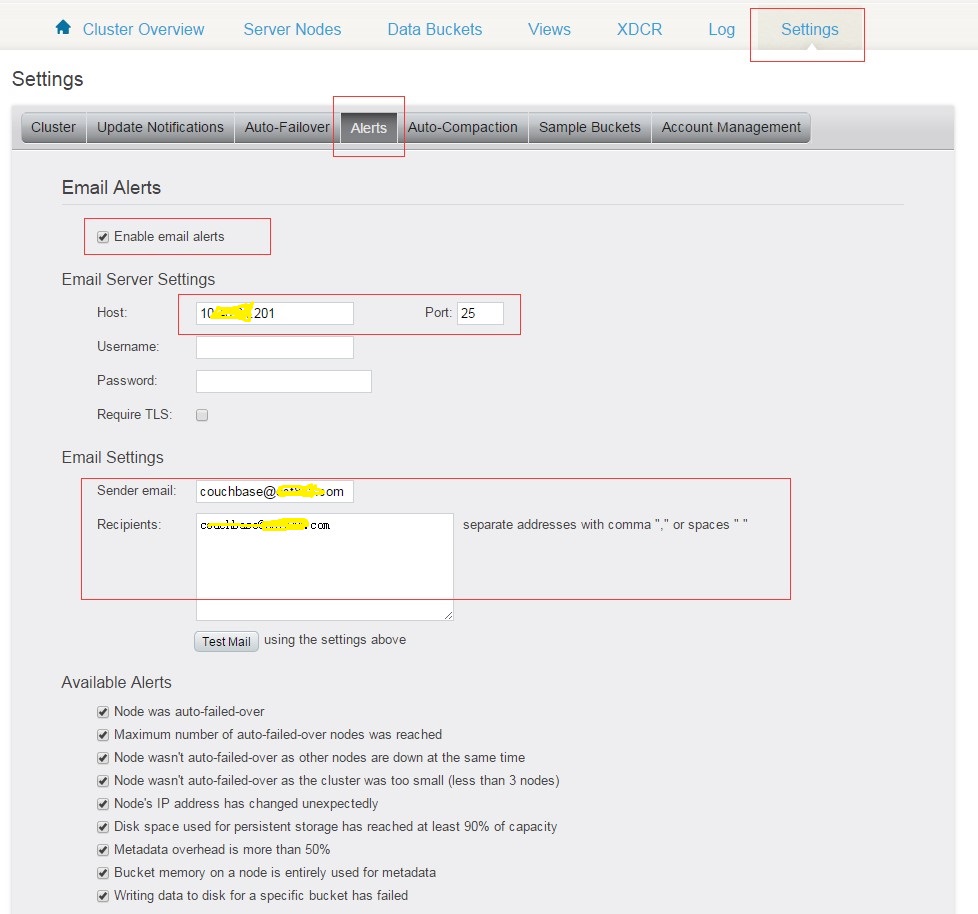 Cluster Overview Server Nodes Data Buckets Views XDCR Log Settings
Settings
Cluster Update Notifications Auto-Failover Alerts Auto-Compaction Sample Buckets Account Management
Email Alerts
Enable email alerts
Email Server Settings
Host: 10 .201 Port: 25
Username:
Password:
Require TLS:
Email Settings
Sender email: couchbase@ .com
Recipients: couchbase@ .com separate addresses with comma "," or spaces " "
Test Mail using the settings above
Available Alerts
Node was auto-failed-over
Maximum number of auto-failed-over nodes was reached
Node wasn't auto-failed-over as other nodes are down at the same time
Node wasn't auto-failed-over as the cluster was too small (less than 3 nodes)
Node's IP address has changed unexpectedly
Disk space used for persistent storage has reached at least 90% of capacity
Metadata overhead is more than 50%
Bucket memory on a node is entirely used for metadata
Writing data to disk for a specific bucket has failed